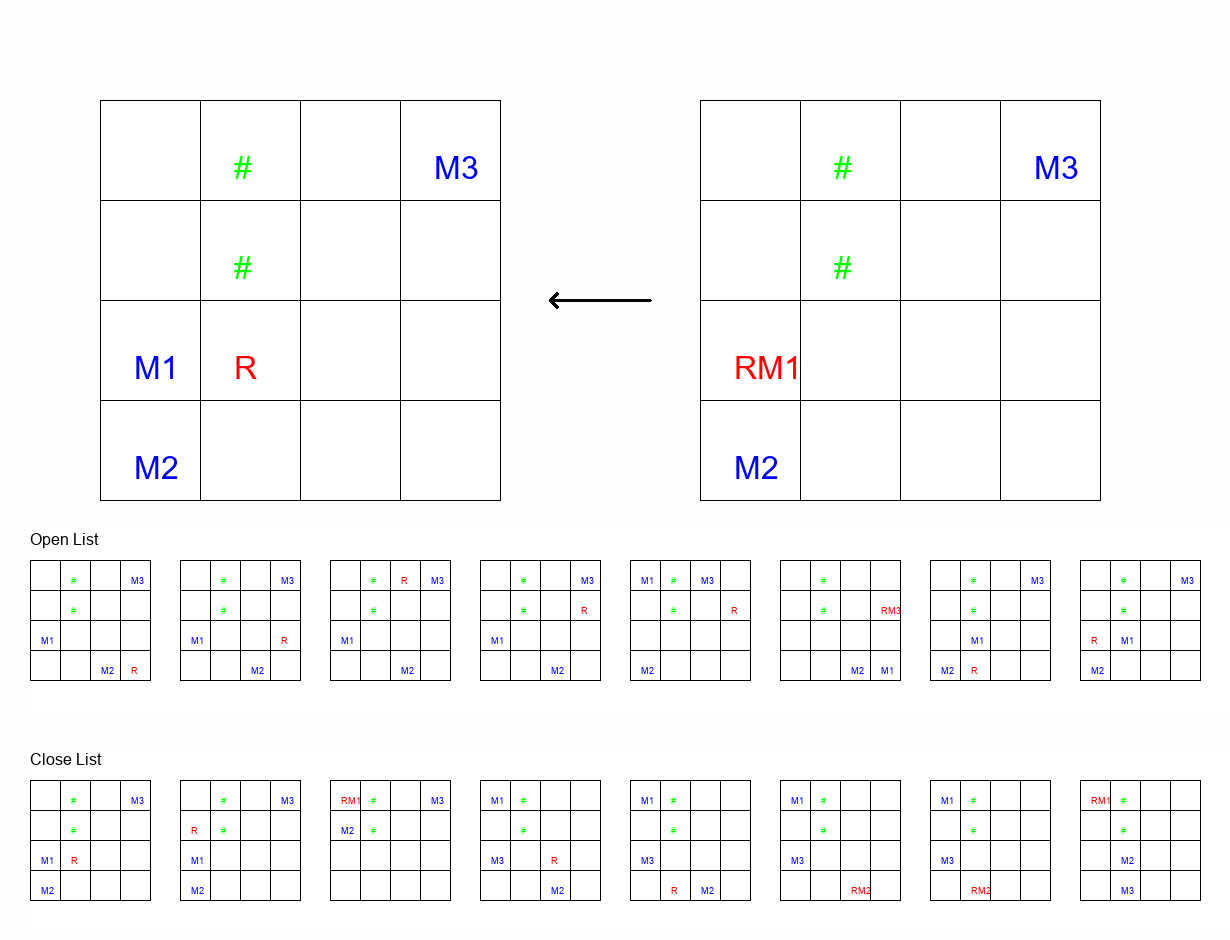 # M3 # M3
# #
M1 R RM1
M2 M2
Open List
# M3 # M3 # R M3 # M3 M1 # M3 # # M3 # M3
# # # # R # R # RM3 # #
M1 M1 R M1 M1 M1 R M1
M2 R M2 M2 M2 M2 M2 M1 M2 R M2
Close List
# M3 # M3 RM1 # M3 M1 # M1 # M1 # M1 # RM1 #
# R # M2 # # # # # #
M1 R M1 M3 R M3 M3 M3 M2
M2 M2 M2 R M2 RM2 RM2 M3